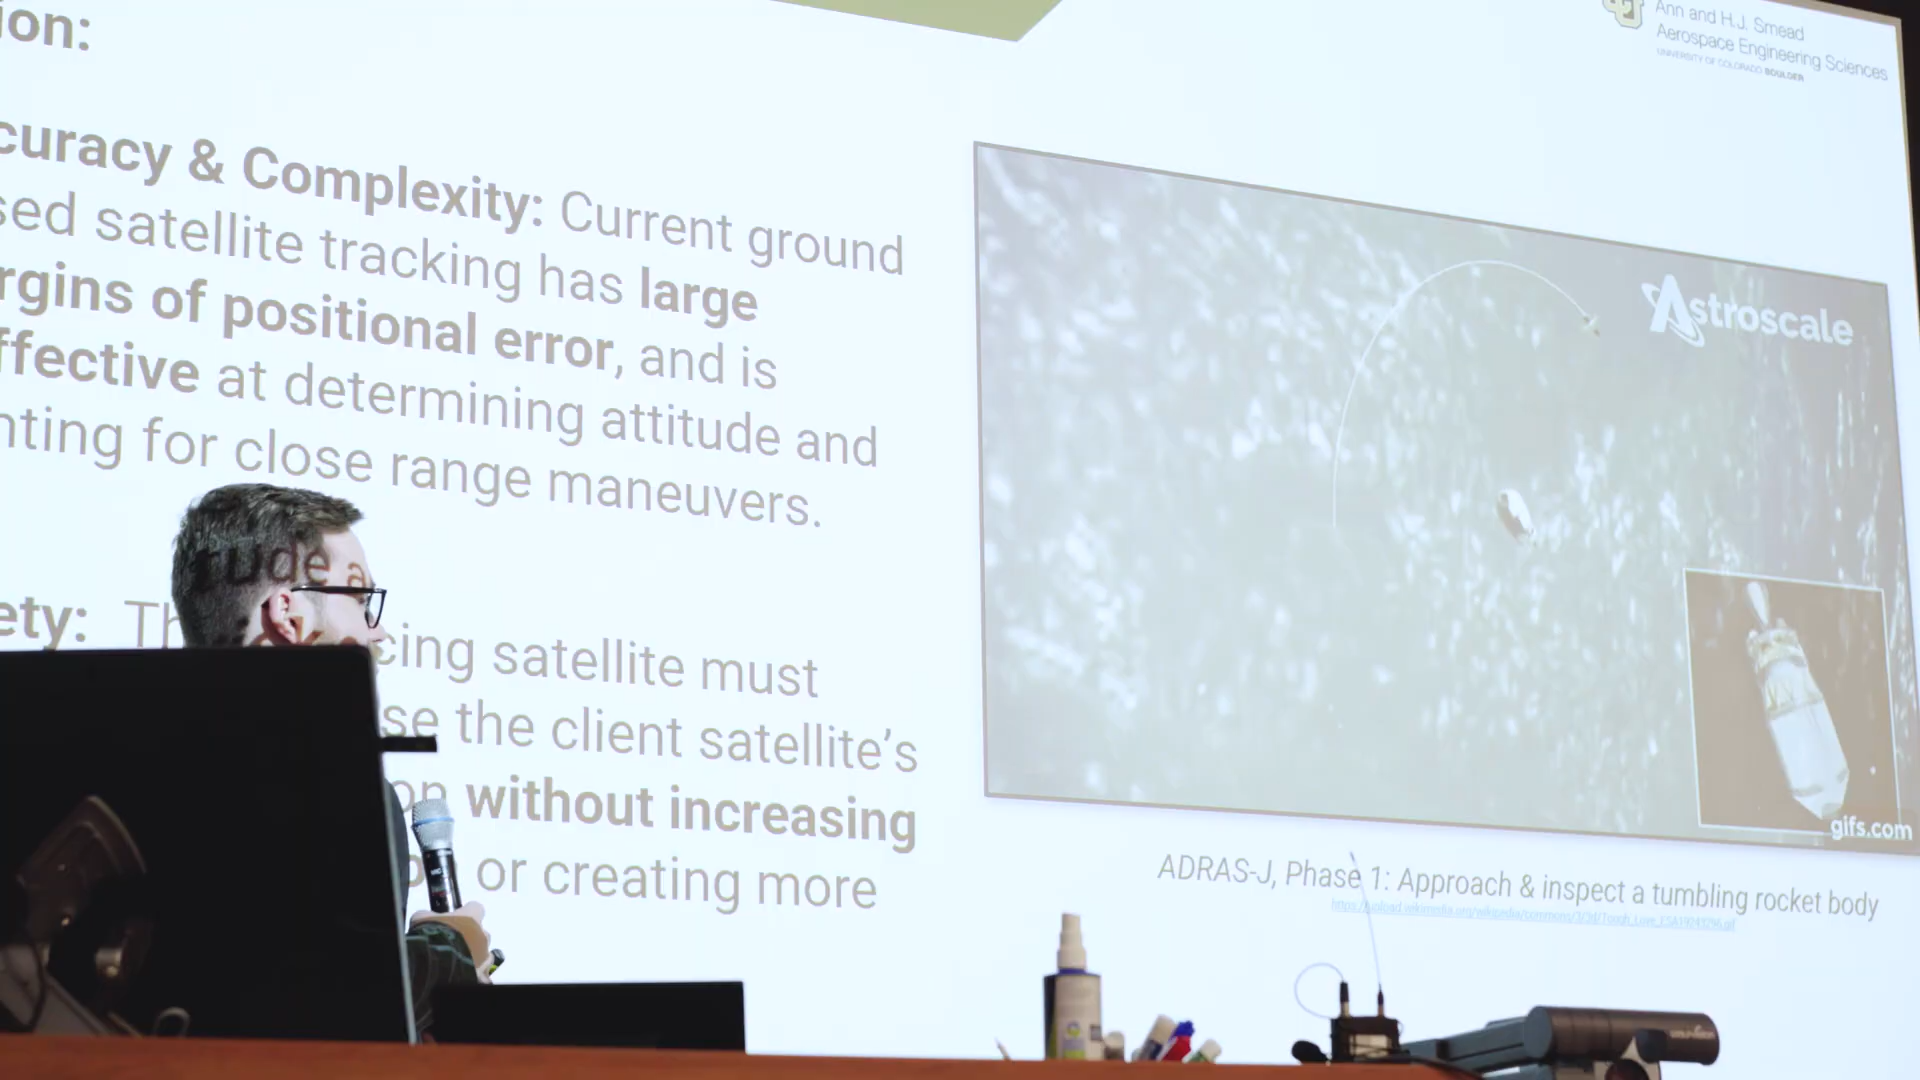 ion:
curacy & Complexity: Current ground
sed satellite tracking has large
rgins of positional error, and is
ffective at determining attitude and
nting for close range maneuvers.
rude a
ety: Th cing satellite must
se the client satellite's
on without increasing
or creating more
Ann and H.J. Smead
Aerospace Engineering Sciences
UNIVERSITY OF COLORADO BOULDER
Astroscale
gifs.com
ADRAS-J, Phase 1: Approach & inspect a tumbling rocket body